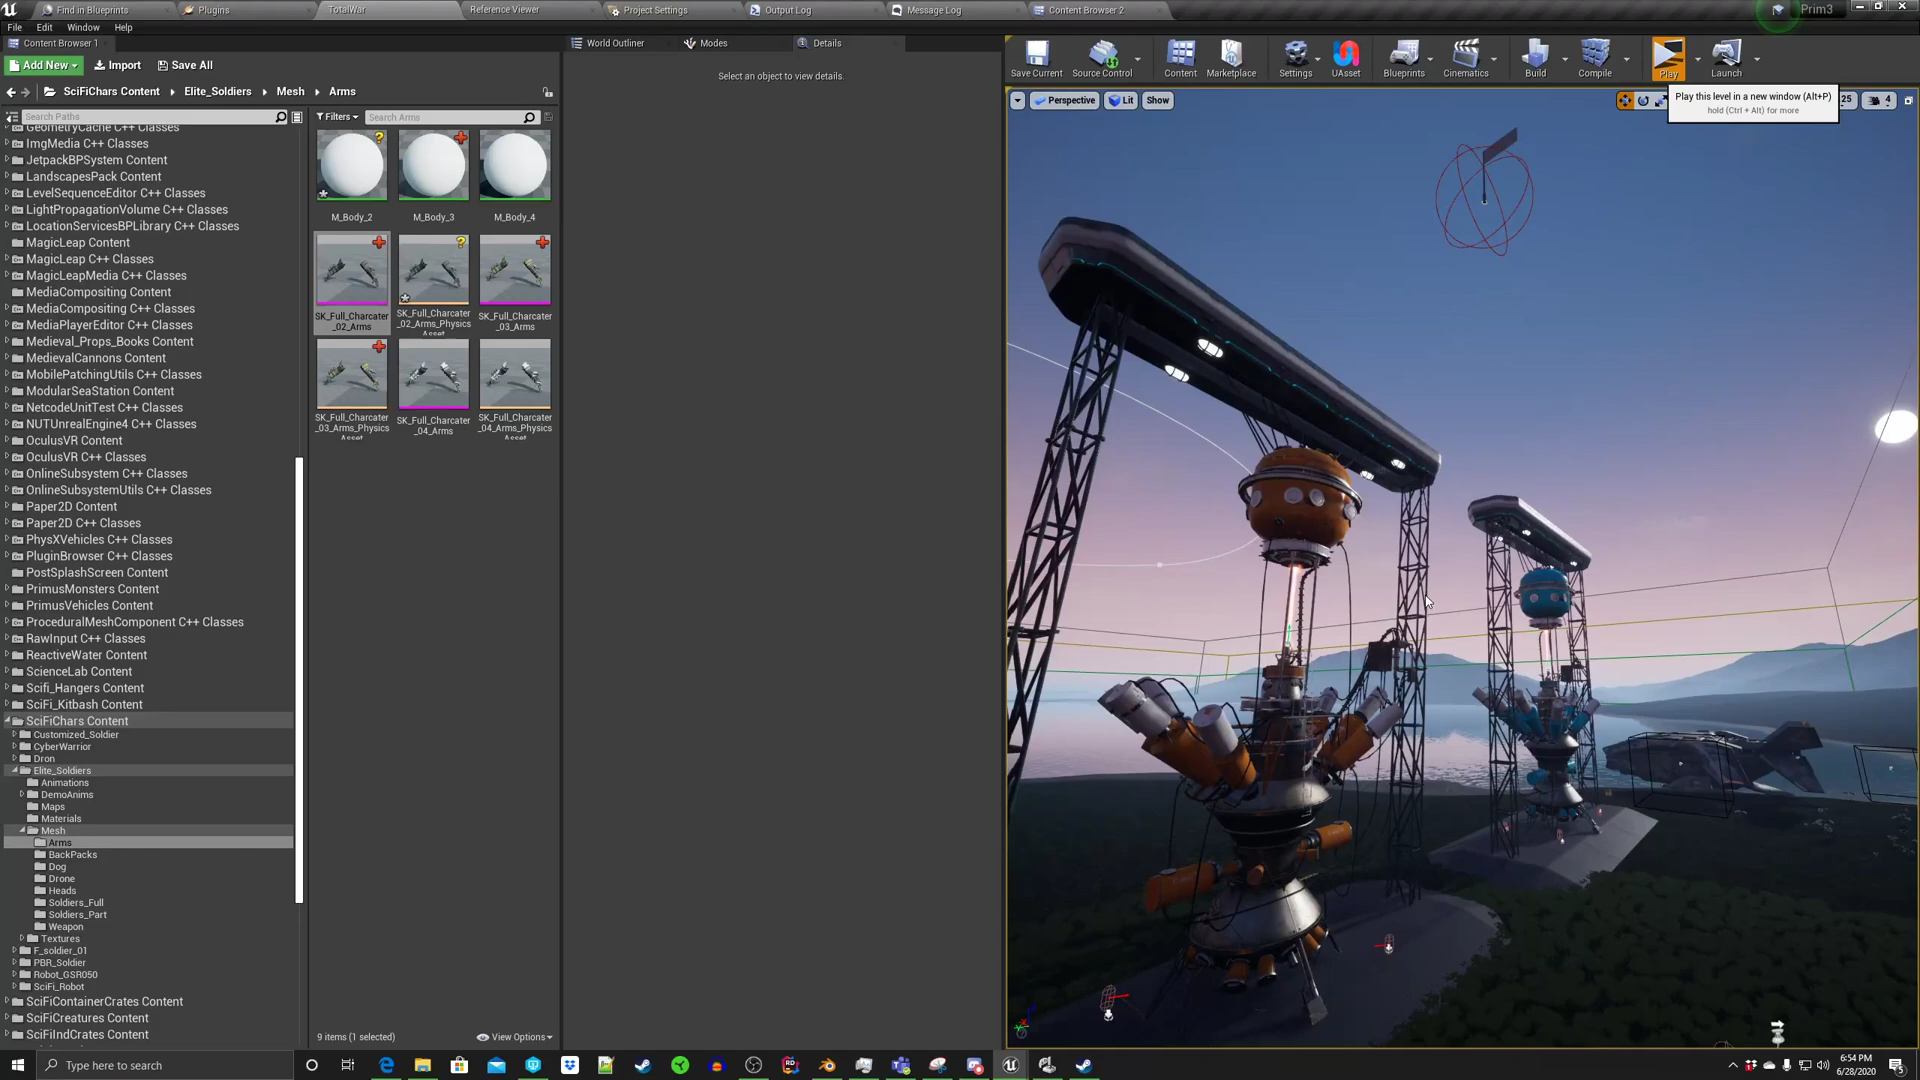 Find in Blueprints
Plugins
TotalWar
Reference Viewer
Project Settings
Output Log
Message Log
Content Browser 2
Prim3
File
Edit
Window
Help
Content Browser 1
World Outliner
Modes
Details
Add New
Import
Save All
Select an object to view details.
Save Current
Source Control
Content
Marketplace
Settings
UAsset
Blueprints
Cinematics
Build
Compile
Play
Launch
SciFiChars Content
Elite_Soldiers
Mesh
Arms
Perspective
Lit
Show
25
4
Play this level in a new window (Alt+P)
hold (Ctrl + Alt) for more
Search Paths
Filters
Search Arms
GeometryCache C++ Classes
ImgMedia C++ Classes
JetpackBPSystem Content
LandscapesPack Content
LevelSequenceEditor C++ Classes
LightPropagationVolume C++ Classes
LocationServicesBPLibrary C++ Classes
MagicLeap Content
MagicLeap C++ Classes
MagicLeapMedia C++ Classes
MediaCompositing Content
MediaCompositing C++ Classes
MediaPlayerEditor C++ Classes
Medieval_Props_Books Content
MedievalCannons Content
MobilePatchingUtils C++ Classes
ModularSeaStation Content
NetcodeUnitTest C++ Classes
NUTUnrealEngine4 C++ Classes
OculusVR Content
OculusVR C++ Classes
OnlineSubsystem C++ Classes
OnlineSubsystemUtils C++ Classes
Paper2D Content
Paper2D C++ Classes
PhysXVehicles C++ Classes
PluginBrowser C++ Classes
PostSplashScreen Content
PrimusMonsters Content
PrimusVehicles Content
ProceduralMeshComponent C++ Classes
RawInput C++ Classes
ReactiveWater Content
ScienceLab Content
Scifi_Hangers Content
SciFi_Kitbash Content
SciFiChars Content
Customized_Soldier
CyberWarrior
Dron
Elite_Soldiers
Animations
DemoAnims
Maps
Materials
Mesh
Arms
BackPacks
Dog
Drone
Heads
Soldiers_Full
Soldiers_Part
Weapon
Textures
F_soldier_01
PBR_Soldier
Robot_GSR050
SciFi_Robot
SciFiContainerCrates Content
SciFiCreatures Content
SciFiIndCrates Content
M_Body_2
M_Body_3
M_Body_4
SK_Full_Charcater
_02_Arms
SK_Full_Charcater
_02_Arms_Physics
Asset
SK_Full_Charcater
_03_Arms
SK_Full_Charcater
_03_Arms_Physics
Asset
SK_Full_Charcater
_04_Arms
SK_Full_Charcater
_04_Arms_Physics
Asset
9 items (1 selected)
View Options
Type here to search
6:54 PM
6/28/2020